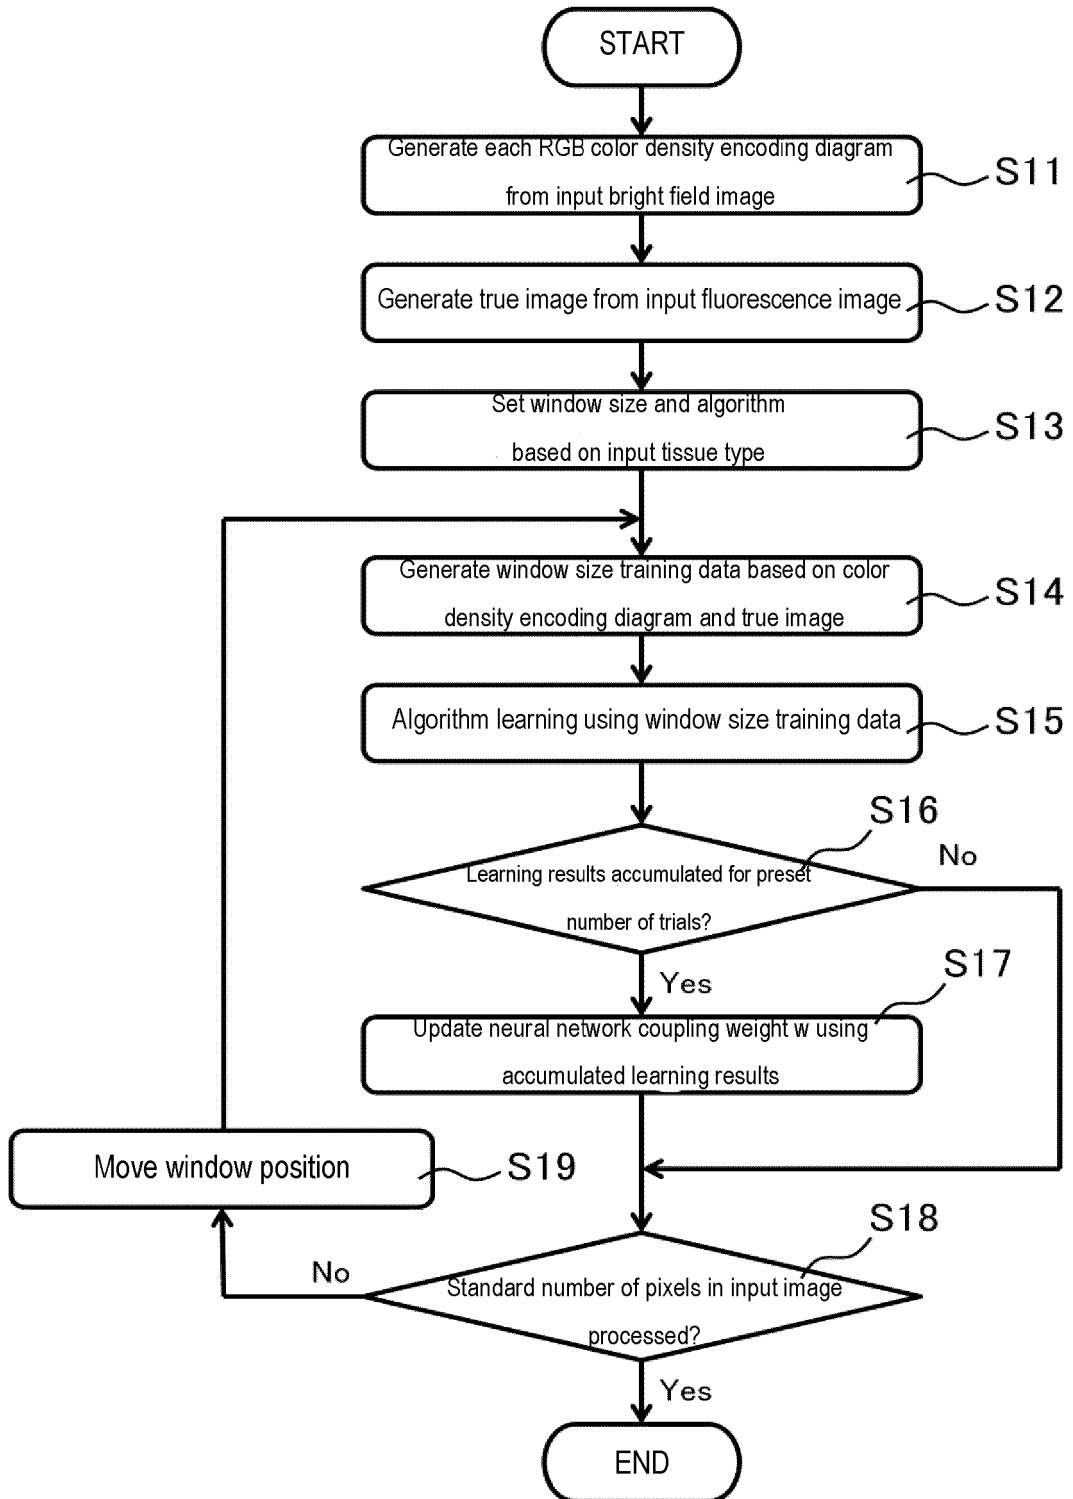 START
Generate each RGB color density encoding diagram
from input bright field image
S11
Generate true image from input fluorescence image
S12
Set window size and algorithm
based on input tissue type
S13
Generate window size training data based on color
density encoding diagram and true image
S14
Algorithm learning using window size training data
S15
S16
Learning results accumulated for preset
number of trials?
No
Yes
S17
Update neural network coupling weight w using
accumulated learning results
Move window position
S19
S18
Standard number of pixels in input image
processed?
No
Yes
END